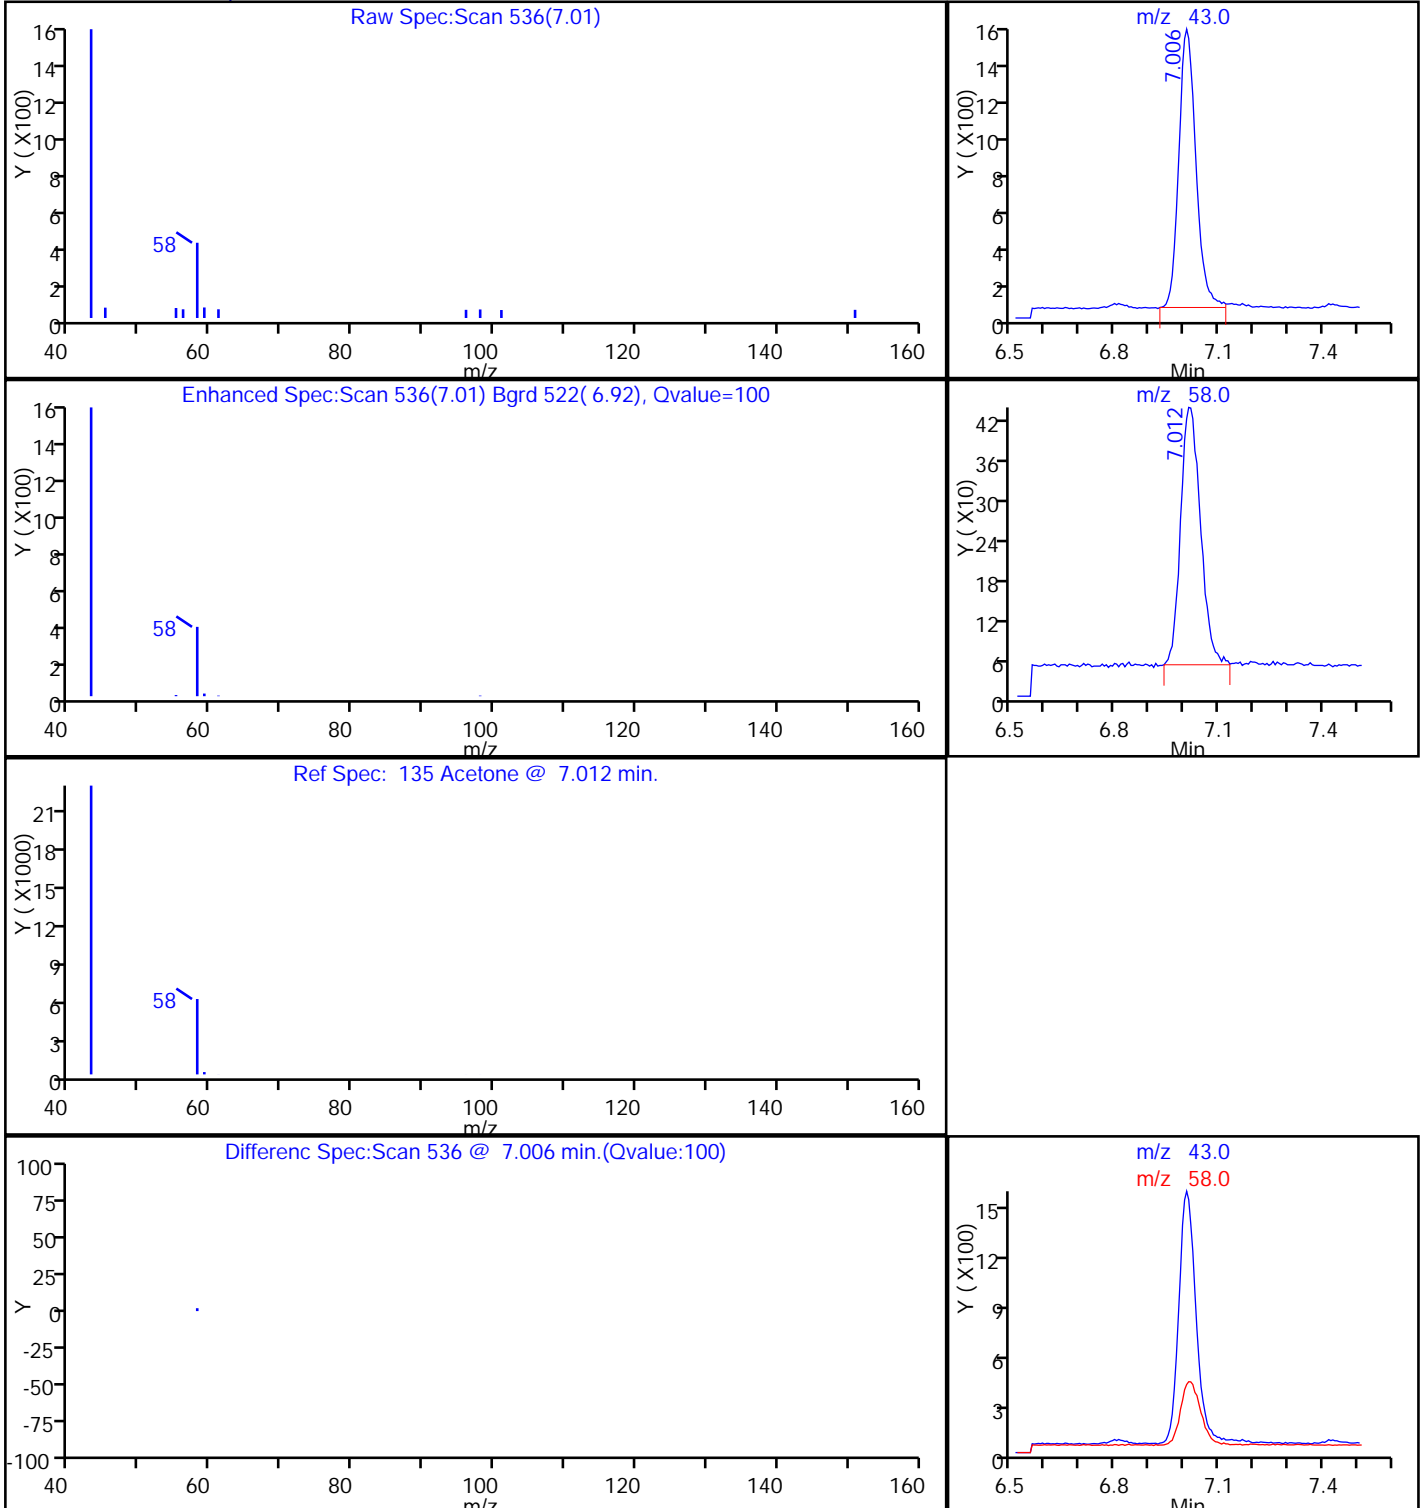 Raw Spec:Scan 536(7.01)
16
14
12
10
8
6
4
2
0
Y ( X100)
58
40 60 80 100 120 140 160
m/z
m/z 43.0
16
14
12
10
8
6
4
2
0
Y ( X100)
7.006
6.5 6.8 7.1 7.4
Min
Enhanced Spec:Scan 536(7.01) Bgrd 522( 6.92), Qvalue=100
16
14
12
10
8
6
4
2
0
Y ( X100)
58
40 60 80 100 120 140 160
m/z
m/z 58.0
42
36
30
24
18
12
6
0
Y ( X10)
7.012
6.5 6.8 7.1 7.4
Min
Ref Spec: 135 Acetone @ 7.012 min.
21
18
15
12
9
6
3
0
Y ( X1000)
58
40 60 80 100 120 140 160
m/z
Differenc Spec:Scan 536 @ 7.006 min.(Qvalue:100)
100
75
50
25
0
-25
-50
-75
-100
Y
40 60 80 100 120 140 160
m/z
m/z 43.0
m/z 58.0
15
12
9
6
3
0
Y ( X100)
6.5 6.8 7.1 7.4
Min